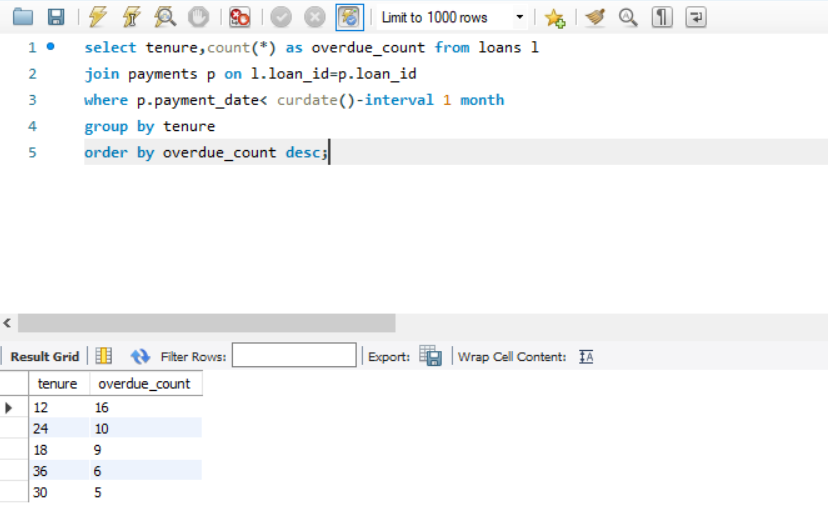 Limit to 1000 rows
1 select tenure,count(*) as overdue_count from loans l
2 join payments p on l.loan_id=p.loan_id
3 where p.payment_date< curdate()-interval 1 month
4 group by tenure
5 order by overdue_count desc;
Result Grid Filter Rows: Export: Wrap Cell Content: IA
tenure overdue_count
12 16
24 10
18 9
36 6
30 5